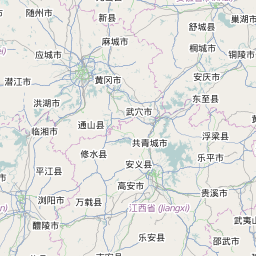 随州市
新县
舒城县
巢湖市
麻城市
应城市
桐城市
铜陵市
潜江市
黄冈市
安庆市
东至县
洪湖市
武穴市
通山县
临湘市
共青城市
浮梁县
修水县
乐平市
平江县
安义县
高安市
贵溪市
浏阳市
万载县
江西省 (Jiangxi)
武夷山
醴陵市
乐安县
邵武市